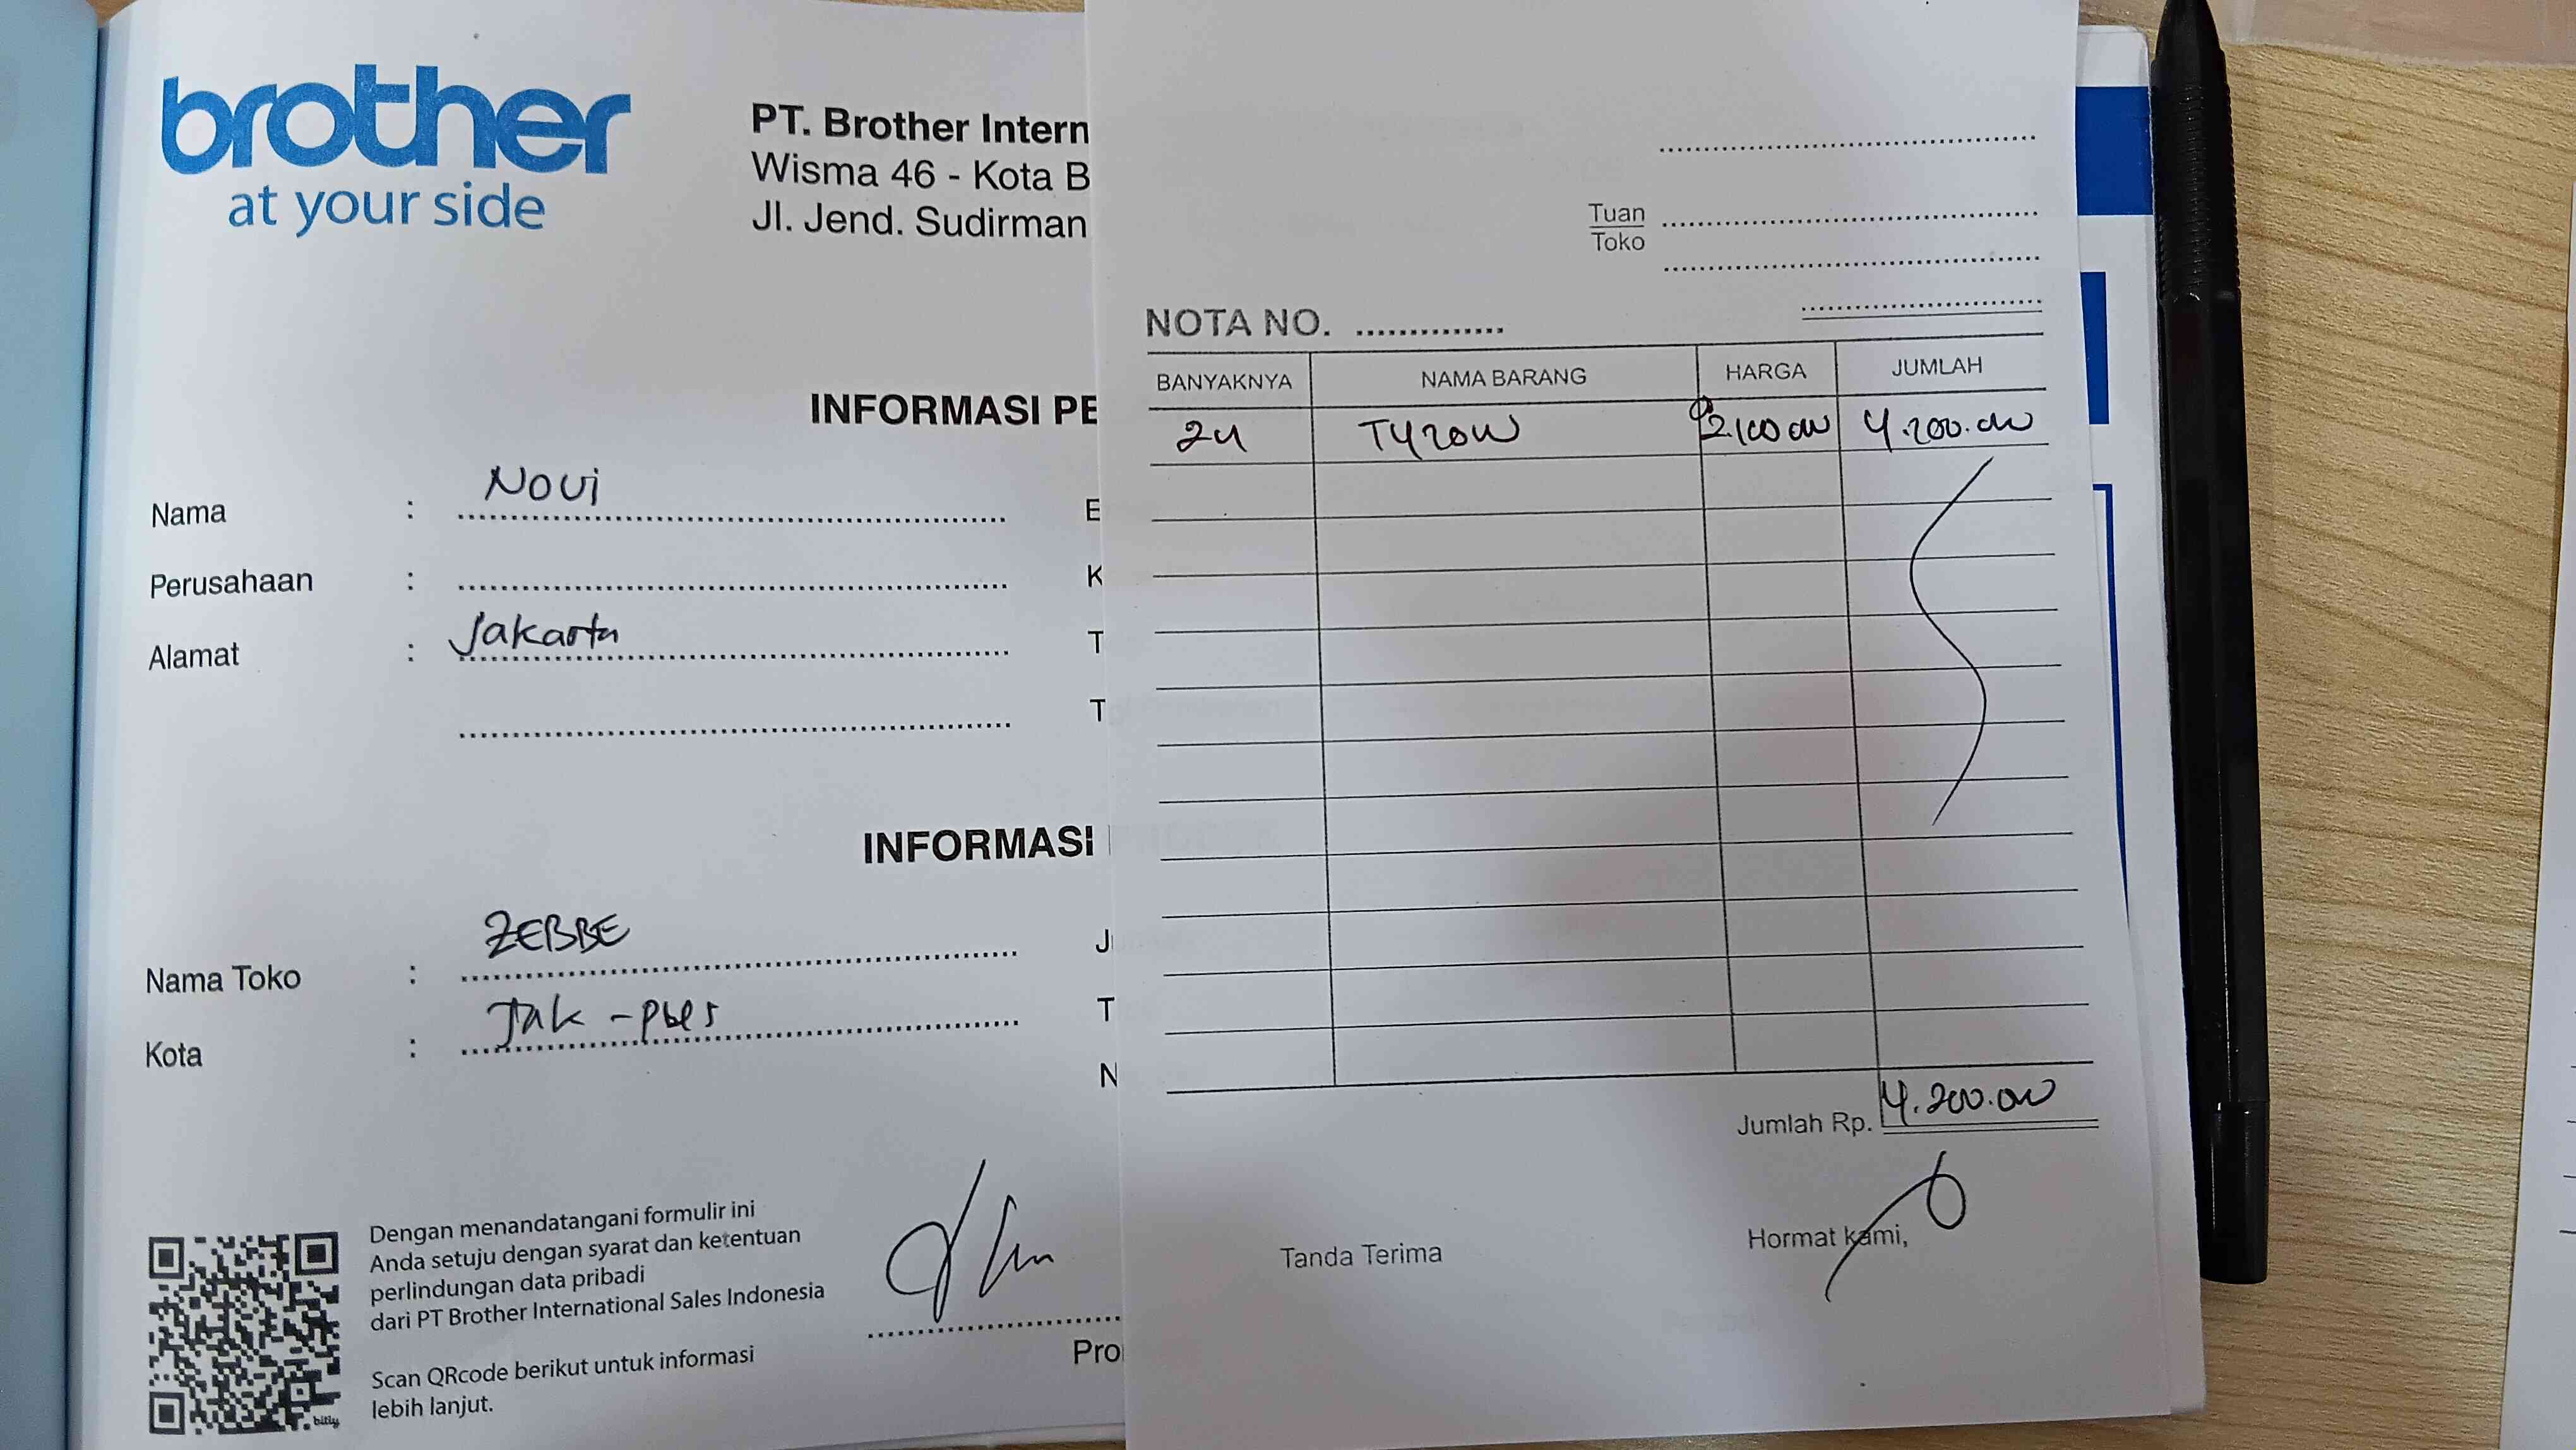 brother
at your side
PT. Brother Intern
Wisma 46 - Kota B
Jl. Jend. Sudirman
INFORMASI PE
Nama : Novi
E
Perusahaan :
K
Alamat : Jakarta
T
T
INFORMASI
Nama Toko : ZEBBE
J
Kota : Jak -
T
N
Dengan menandatangani formulir ini
Anda setuju dengan syarat dan ketentuan
perlindungan data pribadi
dari PT Brother International Sales Indonesia
Scan QRcode berikut untuk informasi
lebih lanjut.
bitly
Pro
Tuan
Toko
NOTA NO.
BANYAKNYA NAMA BARANG HARGA JUMLAH
2u T420W 2.100.000 4.200.000
Jumlah Rp. 4.200.000
Tanda Terima Hormat kami,